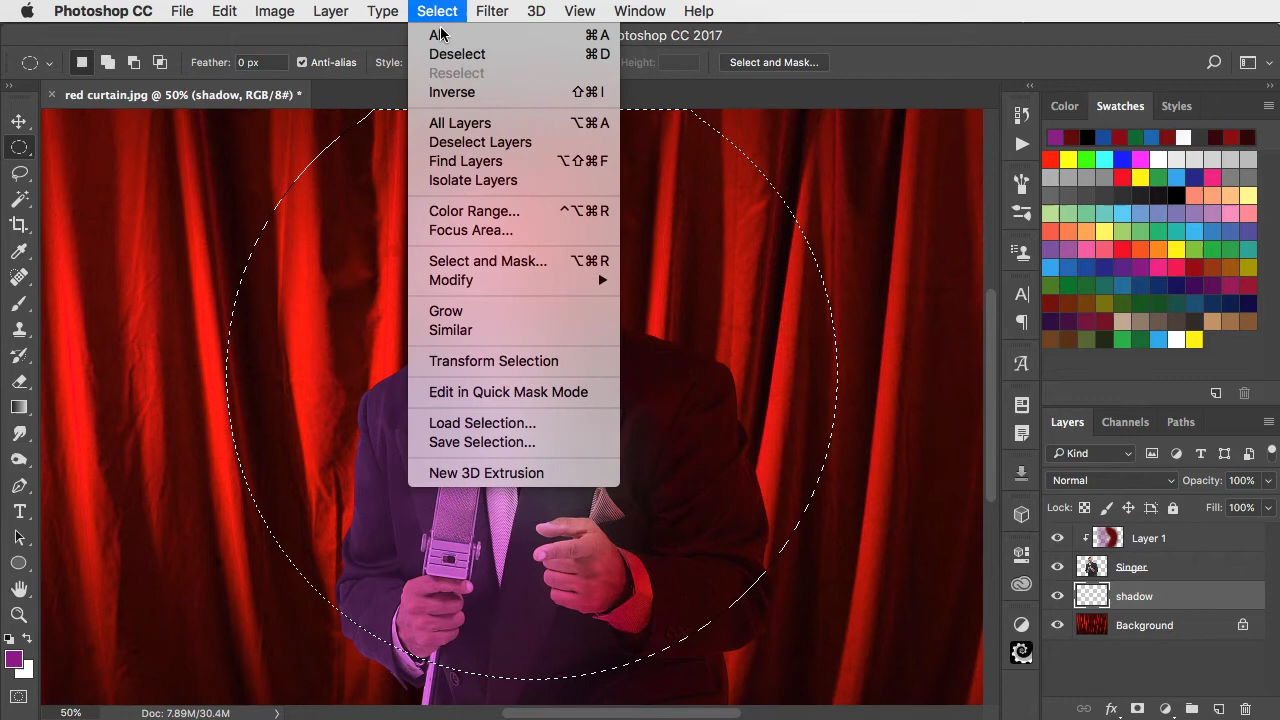 Photoshop CC File Edit Image Layer Type Select Filter 3D View Window Help
Photoshop CC 2017
Feather: 0 px Anti-alias Style: Height: Select and Mask...
× red curtain.jpg @ 50% (shadow, RGB/8#) *
All ⌘A
Deselect ⌘D
Reselect
Inverse ⇧⌘I
All Layers ⌥⌘A
Deselect Layers
Find Layers ⌥⇧⌘F
Isolate Layers
Color Range... ^⌥⌘R
Focus Area...
Select and Mask... ⌥⌘R
Modify
Grow
Similar
Transform Selection
Edit in Quick Mask Mode
Load Selection...
Save Selection...
New 3D Extrusion
Color Swatches Styles
Layers Channels Paths
Kind
Normal Opacity: 100%
Lock: Fill: 100%
Layer 1
Singer
shadow
Background
50% Doc: 7.89M/30.4M